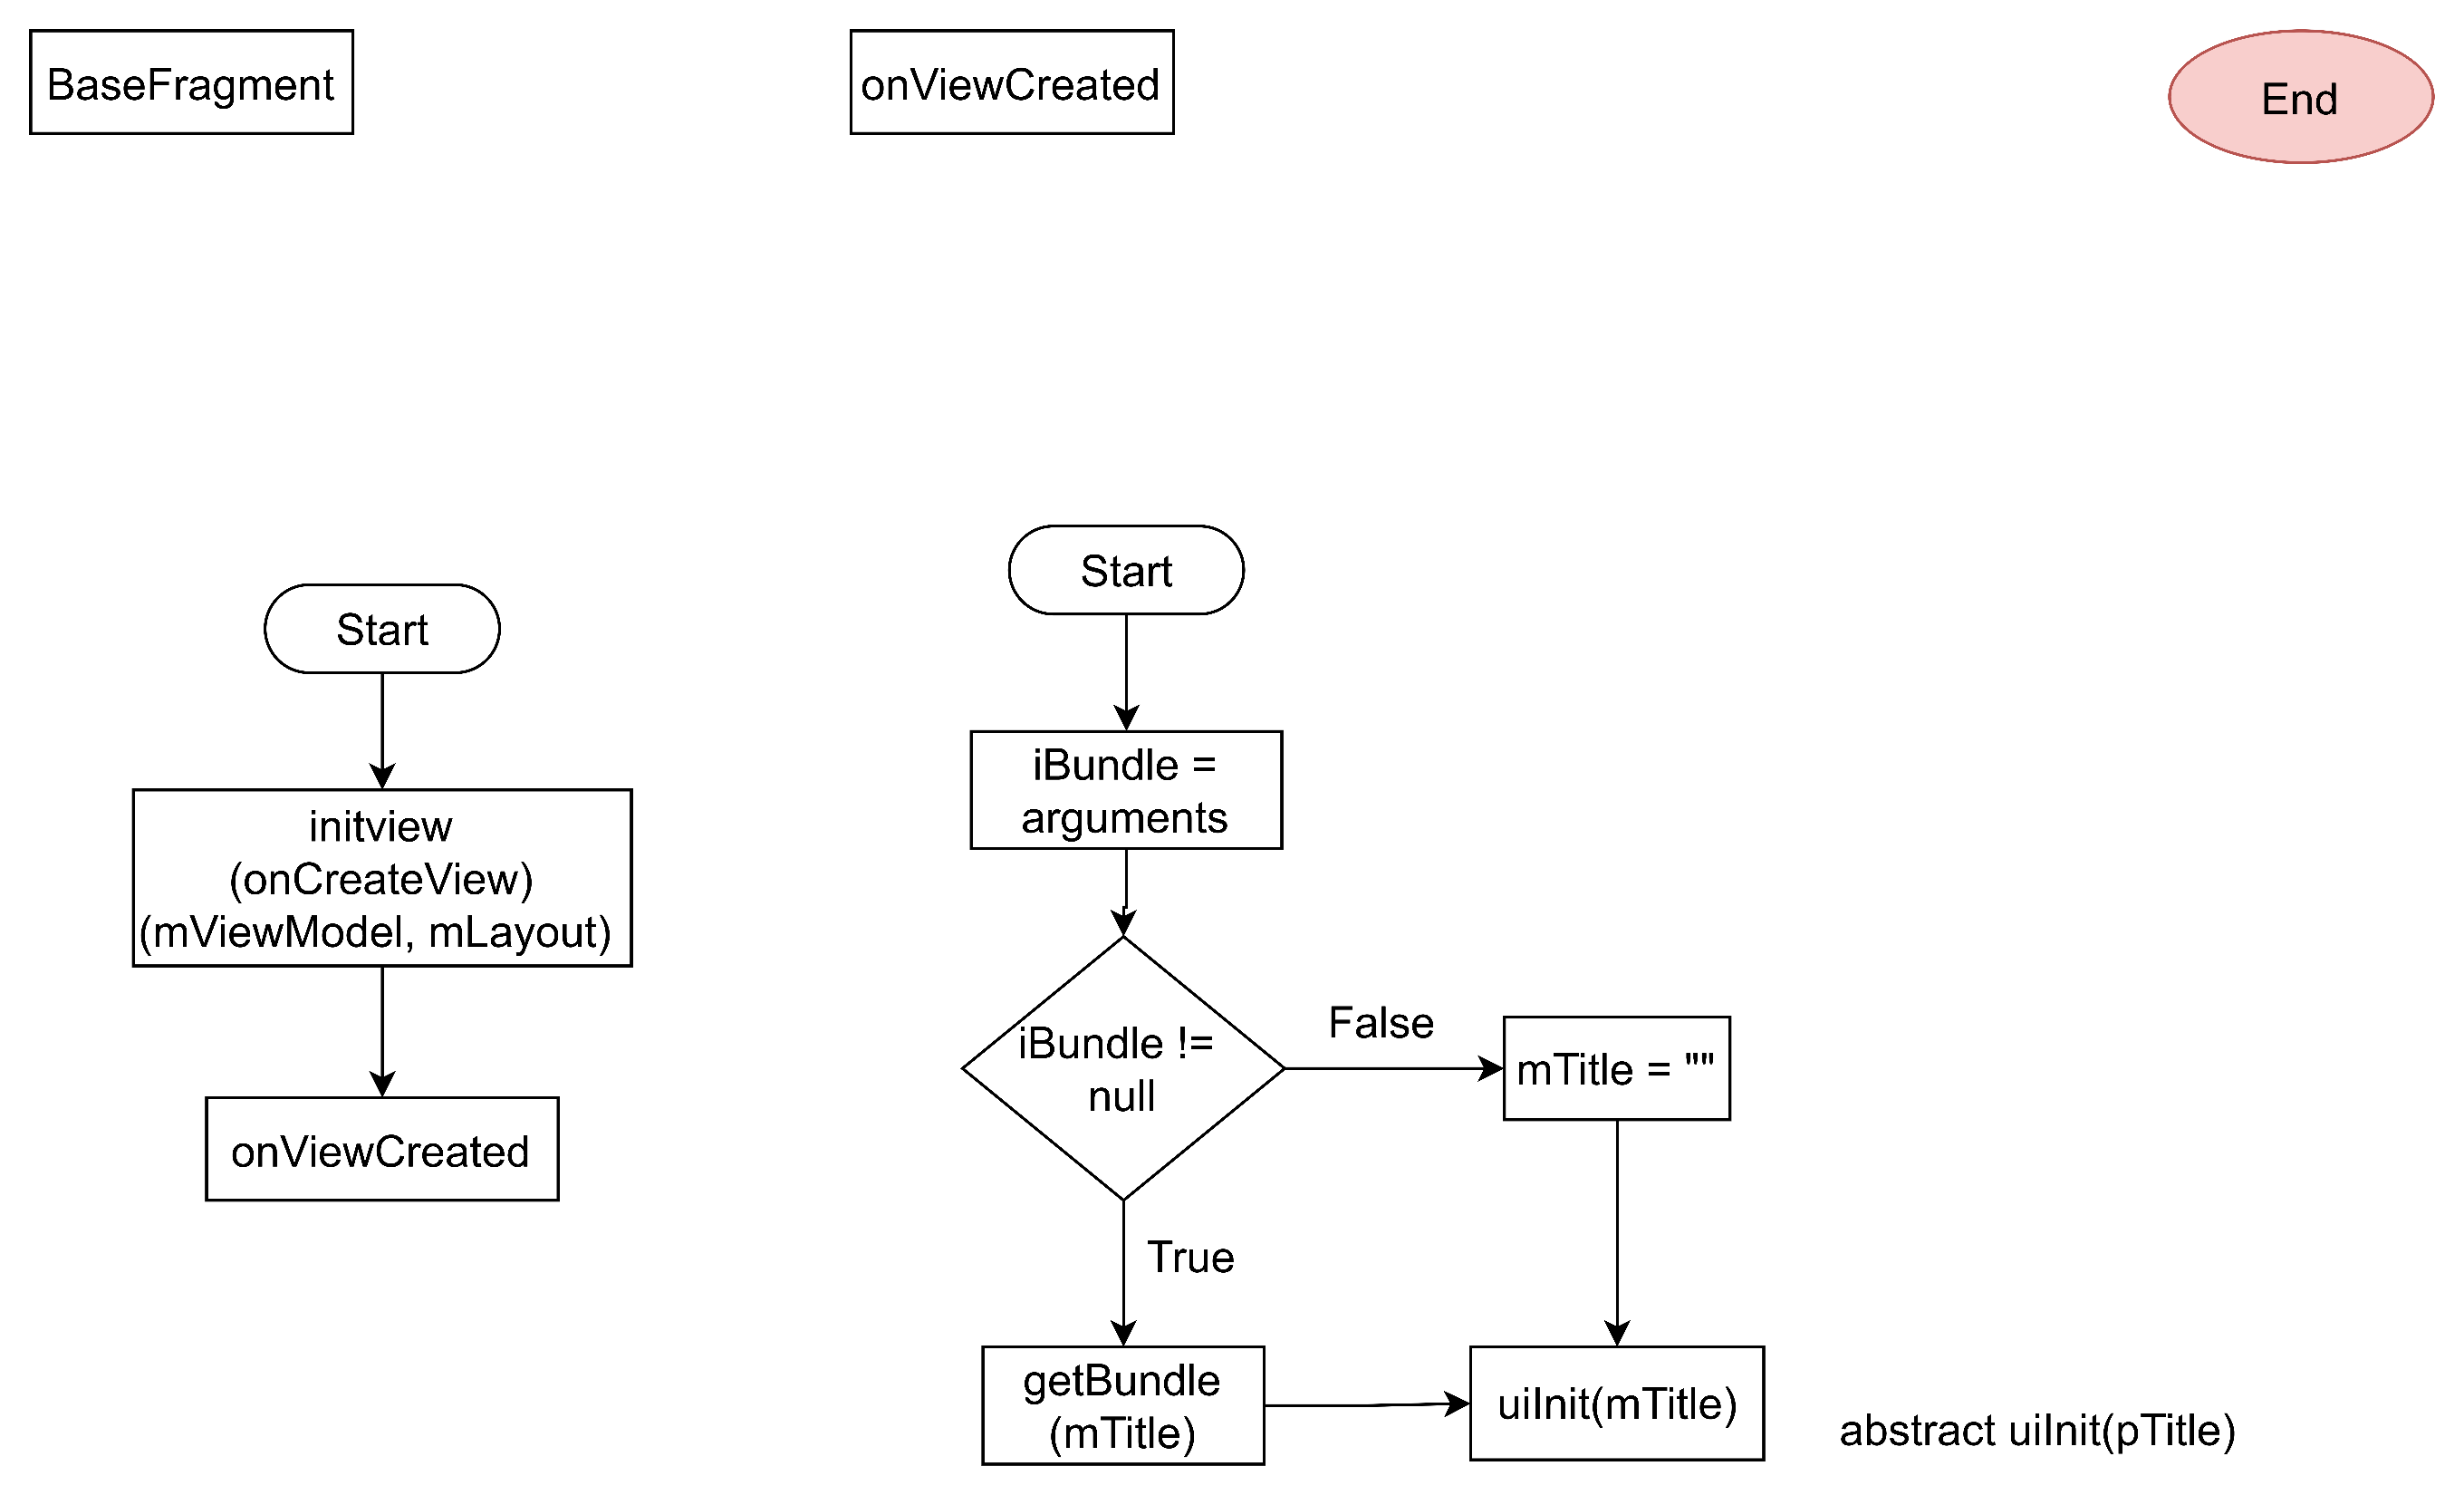 BaseFragment
onViewCreated
End
Start
initview
(onCreateView)
(mViewModel, mLayout)
onViewCreated
Start
iBundle =
arguments
iBundle !=
null
False
mTitle = ""
True
getBundle
(mTitle)
uiInit(mTitle)
abstract uiInit(pTitle)